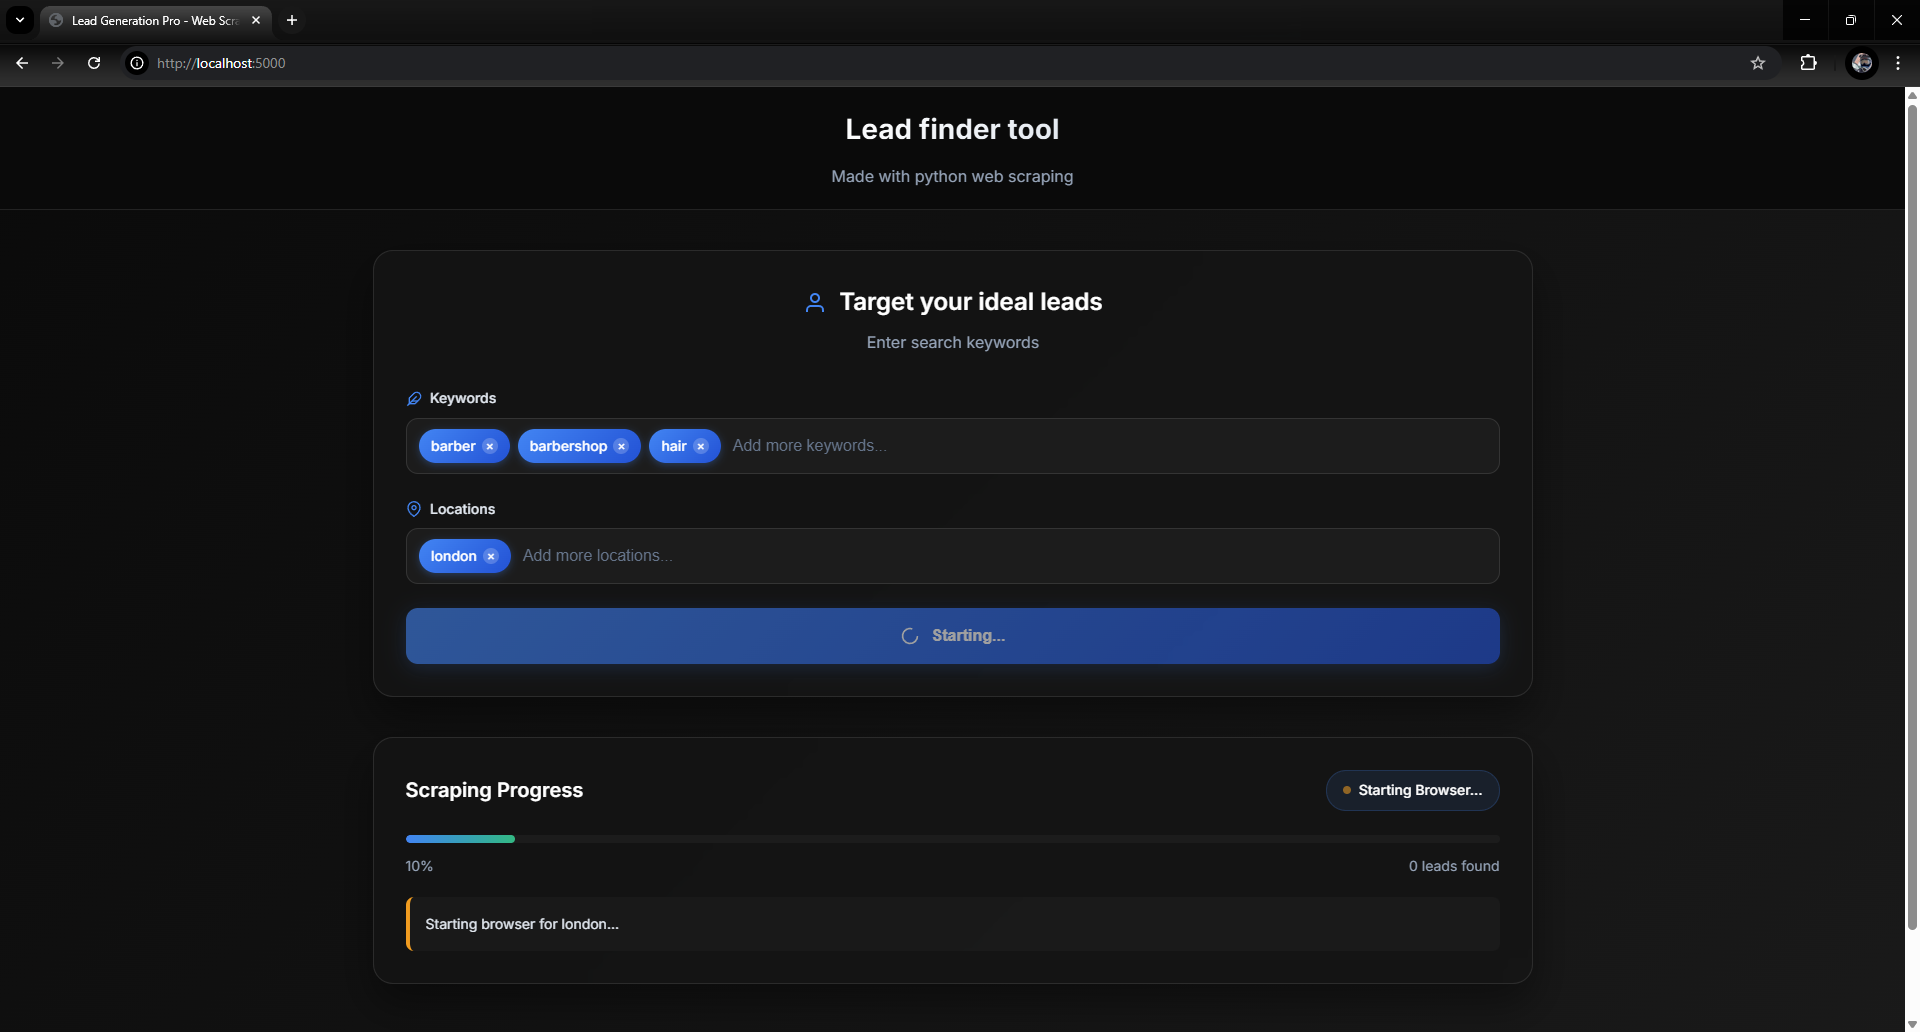 Lead Generation Pro - Web Scra
http://localhost:5000
Lead finder tool
Made with python web scraping
Target your ideal leads
Enter search keywords
Keywords
barber × barbershop × hair × Add more keywords...
Locations
london × Add more locations...
Starting...
Scraping Progress
Starting Browser...
10%
0 leads found
Starting browser for london...